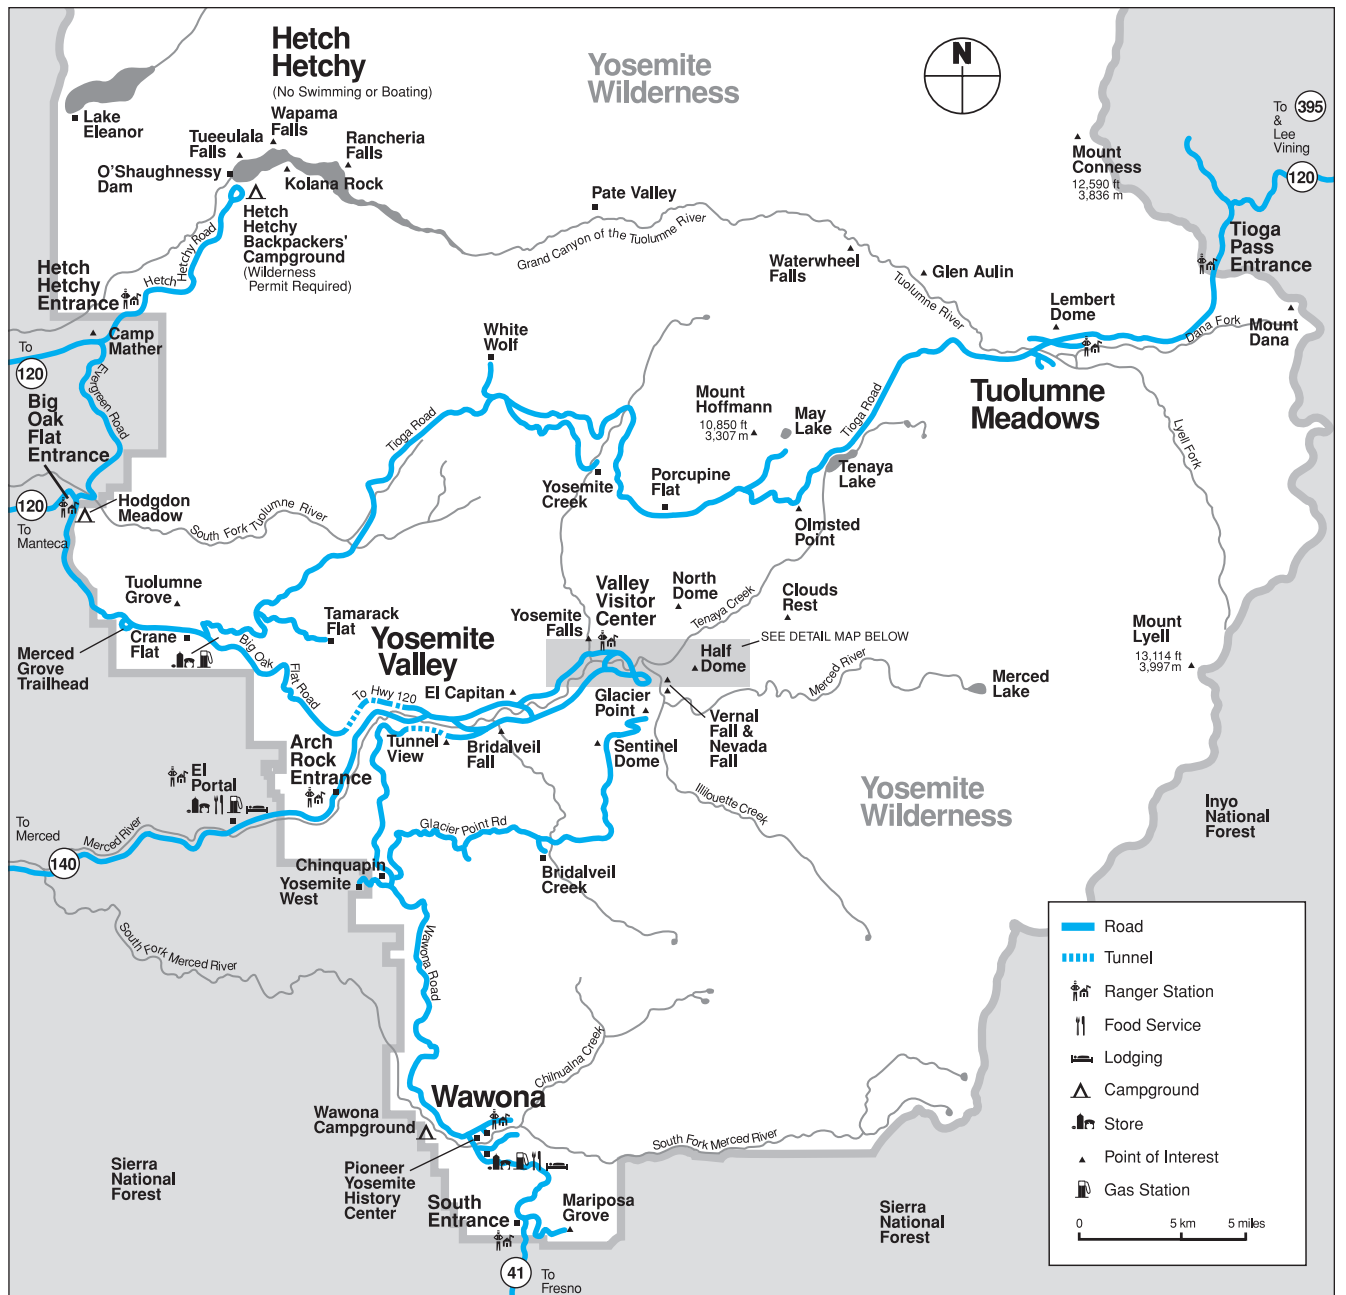 Hetch
Hetchy
(No Swimming or Boating)
Yosemite
Wilderness
N
To
395
&
Lee
Vining
120
Lake
Eleanor
Wapama
Falls
Tueeulala
Falls
Rancheria
Falls
O'Shaughnessy
Dam
Kolana Rock
Mount
Conness
12,590 ft
3,836 m
Pate Valley
Hetch
Hetchy
Backpackers'
Campground
(Wilderness
Permit Required)
Grand Canyon of the Tuolumne River
Tioga
Pass
Entrance
Hetch
Hetchy
Entrance
Hetch Hetchy Road
Waterwheel
Falls
Glen Aulin
Tuolumne River
Lembert
Dome
Dana Fork
Mount
Dana
Camp
Mather
To
120
White
Wolf
Evergreen Road
Big
Oak
Flat
Entrance
Tuolumne
Meadows
Mount
Hoffmann
10,850 ft
3,307 m
May
Lake
Tioga Road
Tioga Road
Lyell Fork
Tenaya
Lake
Yosemite
Creek
Porcupine
Flat
120
To
Manteca
Hodgdon
Meadow
South Fork Tuolumne River
Olmsted
Point
Tuolumne
Grove
Valley
Visitor
Center
North
Dome
Tenaya Creek
Clouds
Rest
Tamarack
Flat
Yosemite
Falls
Crane
Flat
Merced
Grove
Trailhead
Big Oak Flat Road
Yosemite
Valley
SEE DETAIL MAP BELOW
Half
Dome
Mount
Lyell
13,114 ft
3,997 m
To Hwy 120
El Capitan
Merced River
Merced
Lake
Glacier
Point
Vernal
Fall &
Nevada
Fall
Arch
Rock
Entrance
Tunnel
View
Bridalveil
Fall
Sentinel
Dome
El
Portal
Illilouette Creek
Yosemite
Wilderness
Inyo
National
Forest
To
Merced
Merced River
140
Glacier Point Rd
Chinquapin
Yosemite
West
Bridalveil
Creek
South Fork Merced River
Wawona Road
Chilnualna Creek
Wawona
Wawona
Campground
South Fork Merced River
Pioneer
Yosemite
History
Center
South
Entrance
Mariposa
Grove
Sierra
National
Forest
Sierra
National
Forest
41
To
Fresno
Road
Tunnel
Ranger Station
Food Service
Lodging
Campground
Store
Point of Interest
Gas Station
0 5 km 5 miles